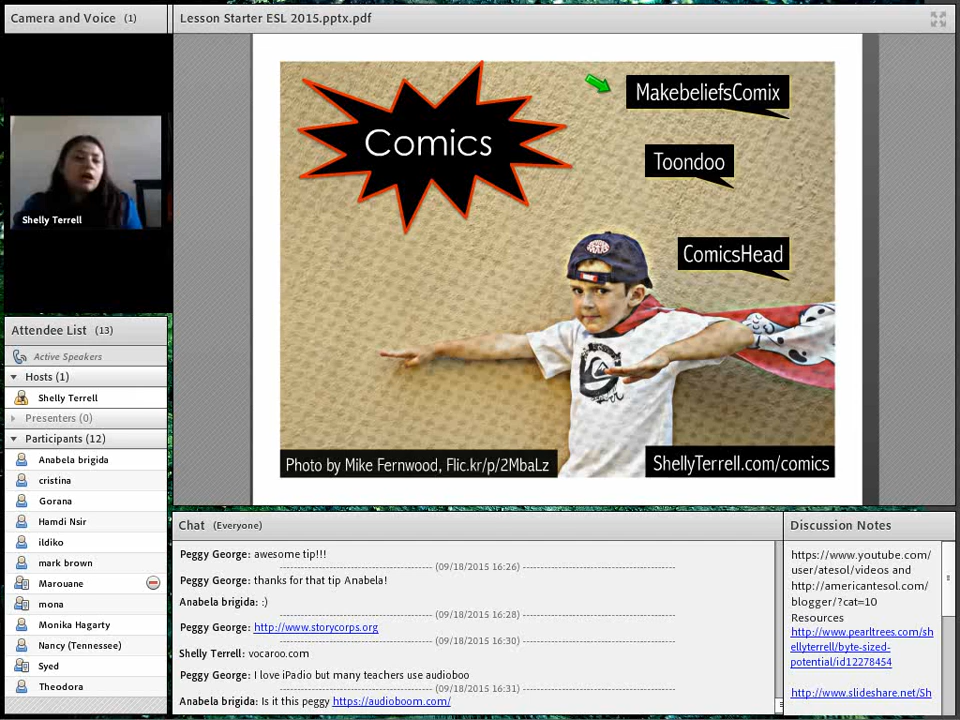 Camera and Voice (1)
Shelly Terrell
Attendee List (13)
Active Speakers
Hosts (1)
Shelly Terrell
Presenters (0)
Participants (12)
Anabela brigida
cristina
Gorana
Hamdi Nsir
ildiko
mark brown
Marouane
mona
Monika Hagarty
Nancy (Tennessee)
Syed
Theodora
Lesson Starter ESL 2015.pptx.pdf
Comics
MakebeliefsComix
Toondoo
ComicsHead
Photo by Mike Fernwood, Flic.kr/p/2MbaLz
ShellyTerrell.com/comics
Chat (Everyone)
Peggy George: awesome tip!!!
(09/18/2015 16:26)
Peggy George: thanks for that tip Anabela!
Anabela brigida: :)
(09/18/2015 16:28)
Peggy George: http://www.storycorps.org
(09/18/2015 16:30)
Shelly Terrell: vocaroo.com
Peggy George: I love iPadio but many teachers use audioboo
(09/18/2015 16:31)
Anabela brigida: Is it this peggy https://audioboom.com/
Discussion Notes
https://www.youtube.com/
user/atesol/videos and
http://americantesol.com/
blogger/?cat=10
Resources
http://www.pearltrees.com/sh
ellyterrell/byte-sized-
potential/id12278454
http://www.slideshare.net/Sh